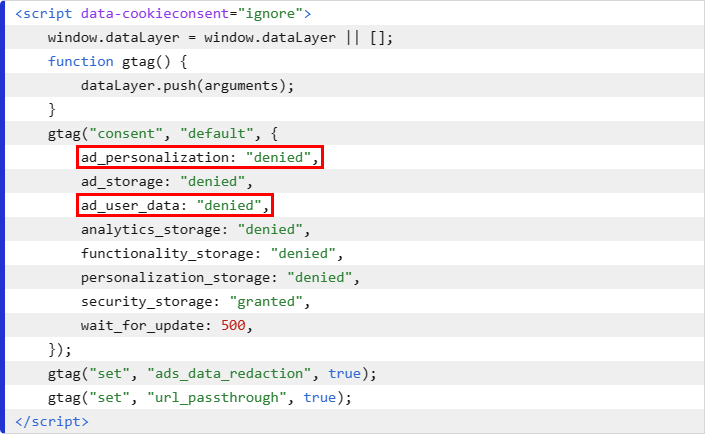 <script data-cookieconsent="ignore">
    window.dataLayer = window.dataLayer || [];
    function gtag() {
        dataLayer.push(arguments);
    }
    gtag("consent", "default", {
        ad_personalization: "denied",
        ad_storage: "denied",
        ad_user_data: "denied",
        analytics_storage: "denied",
        functionality_storage: "denied",
        personalization_storage: "denied",
        security_storage: "granted",
        wait_for_update: 500,
    });
    gtag("set", "ads_data_redaction", true);
    gtag("set", "url_passthrough", true);
</script>